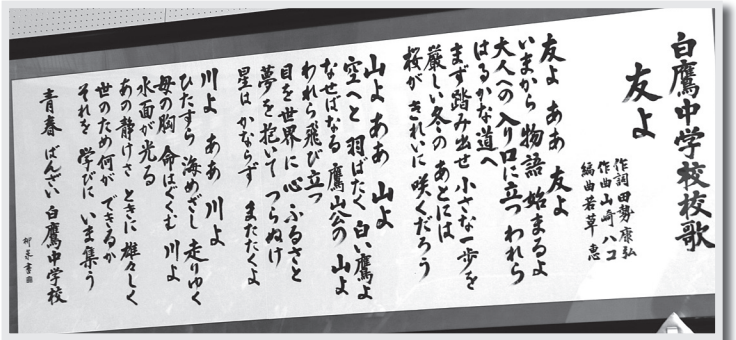 白鷹中学校校歌
友よ
作詞 田勢康弘
作曲 山崎ハコ
編曲 若草恵
友よ ああ 友よ
いまから 物語 始まるよ
大人への 入り口に立つ われら
はるかな道へ
まず踏み出せ 小さな一歩を
厳しい冬の あとには
桜が きれいに 咲くだろう
山よ ああ 山よ
空へと 羽ばたく 白い鷹よ
なせばなる 鷹山公の 山よ
われら飛び立つ
目を世界に 心 ふるさと
夢を抱いて つらぬけ
星は かならず またたくよ
川よ ああ 川よ
ひたすら 海めざし 走りゆく
母の胸 命はぐくむ 川よ
水面が光る
あの静けさ ときに 雄々しく
世のため何が できるか
それを 学びに いま集う
青春 ばんざい 白鷹中学校